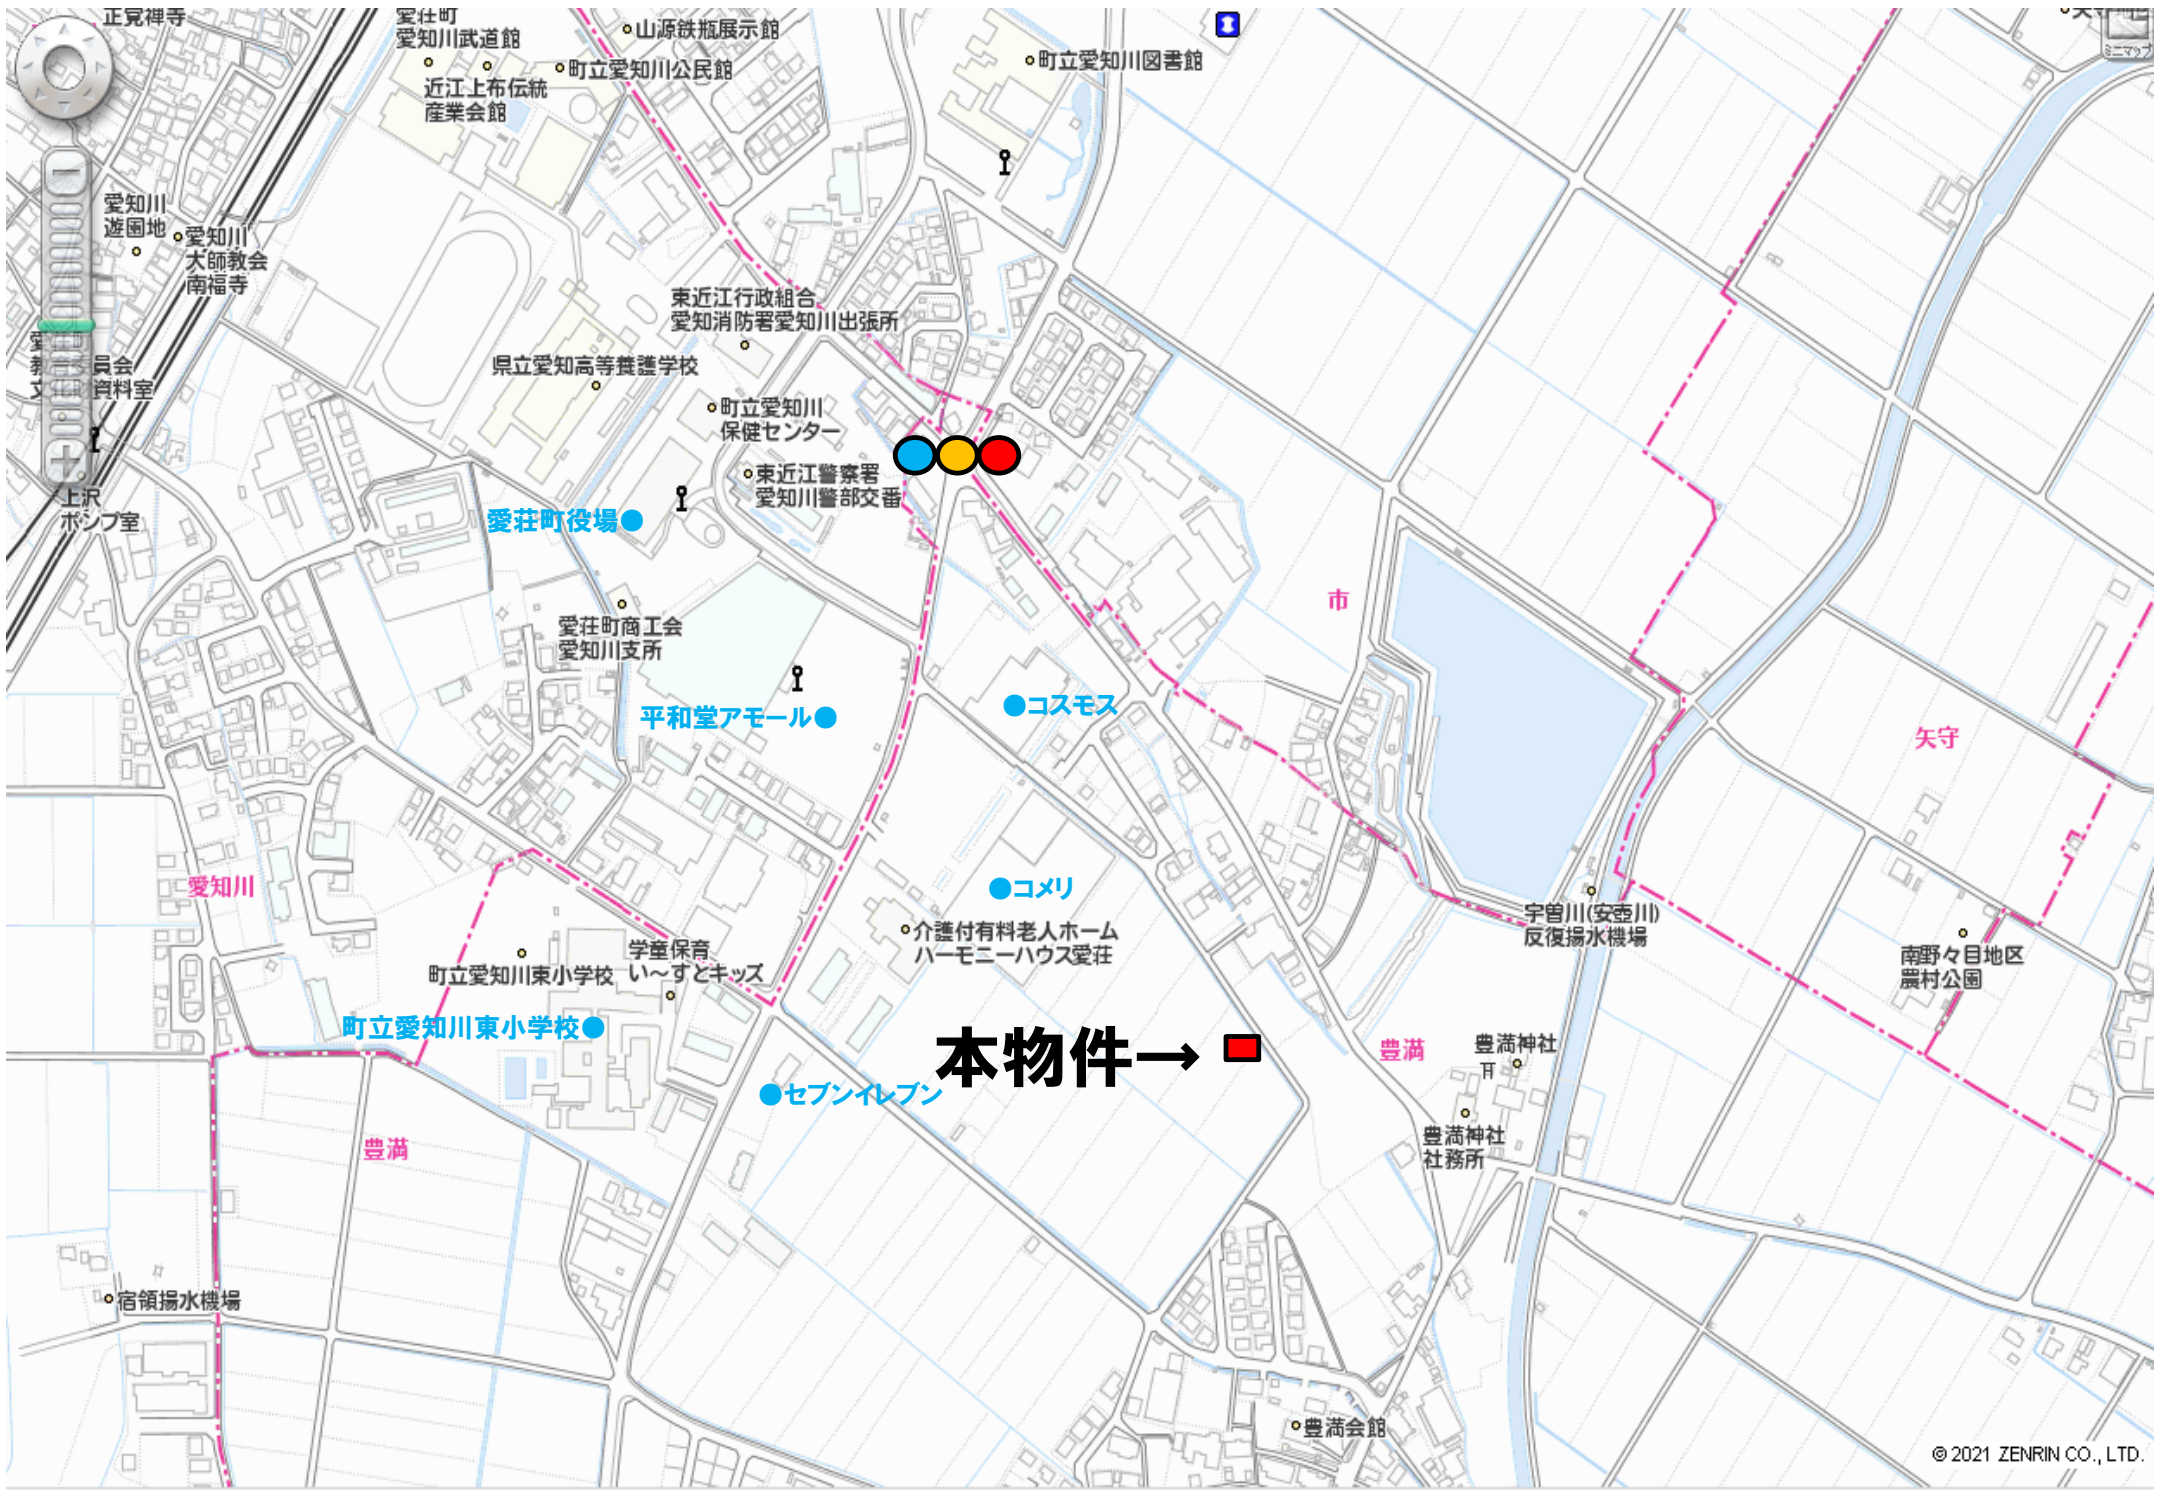 正覚禅寺
愛荘町
愛知川武道館
山源鉄瓶展示館
町立愛知川公民館
近江上布伝統
産業会館
町立愛知川図書館
ミニマップ
愛知川
遊園地
愛知川
大師教会
南福寺
東近江行政組合
愛知消防署愛知川出張所
県立愛知高等養護学校
員会
資料室
町立愛知川
保健センター
東近江警察署
愛知川警部交番
上沢
ポンプ室
愛荘町役場
愛荘町商工会
愛知川支所
市
平和堂アモール
コスモス
矢守
愛知川
コメリ
介護付有料老人ホーム
ハーモニーハウス愛荘
宇曽川(安壺川)
反復揚水機場
南野々目地区
農村公園
学童保育
い～すとキッズ
町立愛知川東小学校
町立愛知川東小学校
本物件→
豊満
豊満神社
セブンイレブン
豊満神社
社務所
豊満
宿領揚水機場
豊満会館
© 2021 ZENRIN CO., LTD.